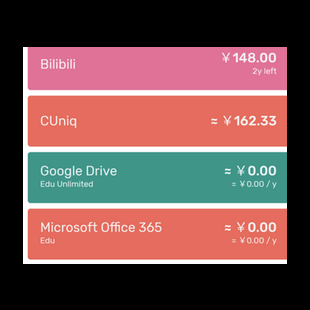 Bilibili
￥148.00
2y left
CUniq
≈ ￥162.33
Google Drive
≈ ￥0.00
Edu Unlimited
≈ ￥0.00 / y
Microsoft Office 365
≈ ￥0.00
Edu
≈ ￥0.00 / y